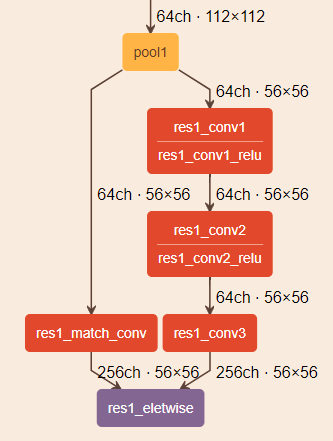 64ch · 112×112
pool1
64ch · 56×56
res1_conv1
res1_conv1_relu
64ch · 56×56
64ch · 56×56
res1_conv2
res1_conv2_relu
64ch · 56×56
res1_match_conv
res1_conv3
256ch · 56×56
256ch · 56×56
res1_eletwise